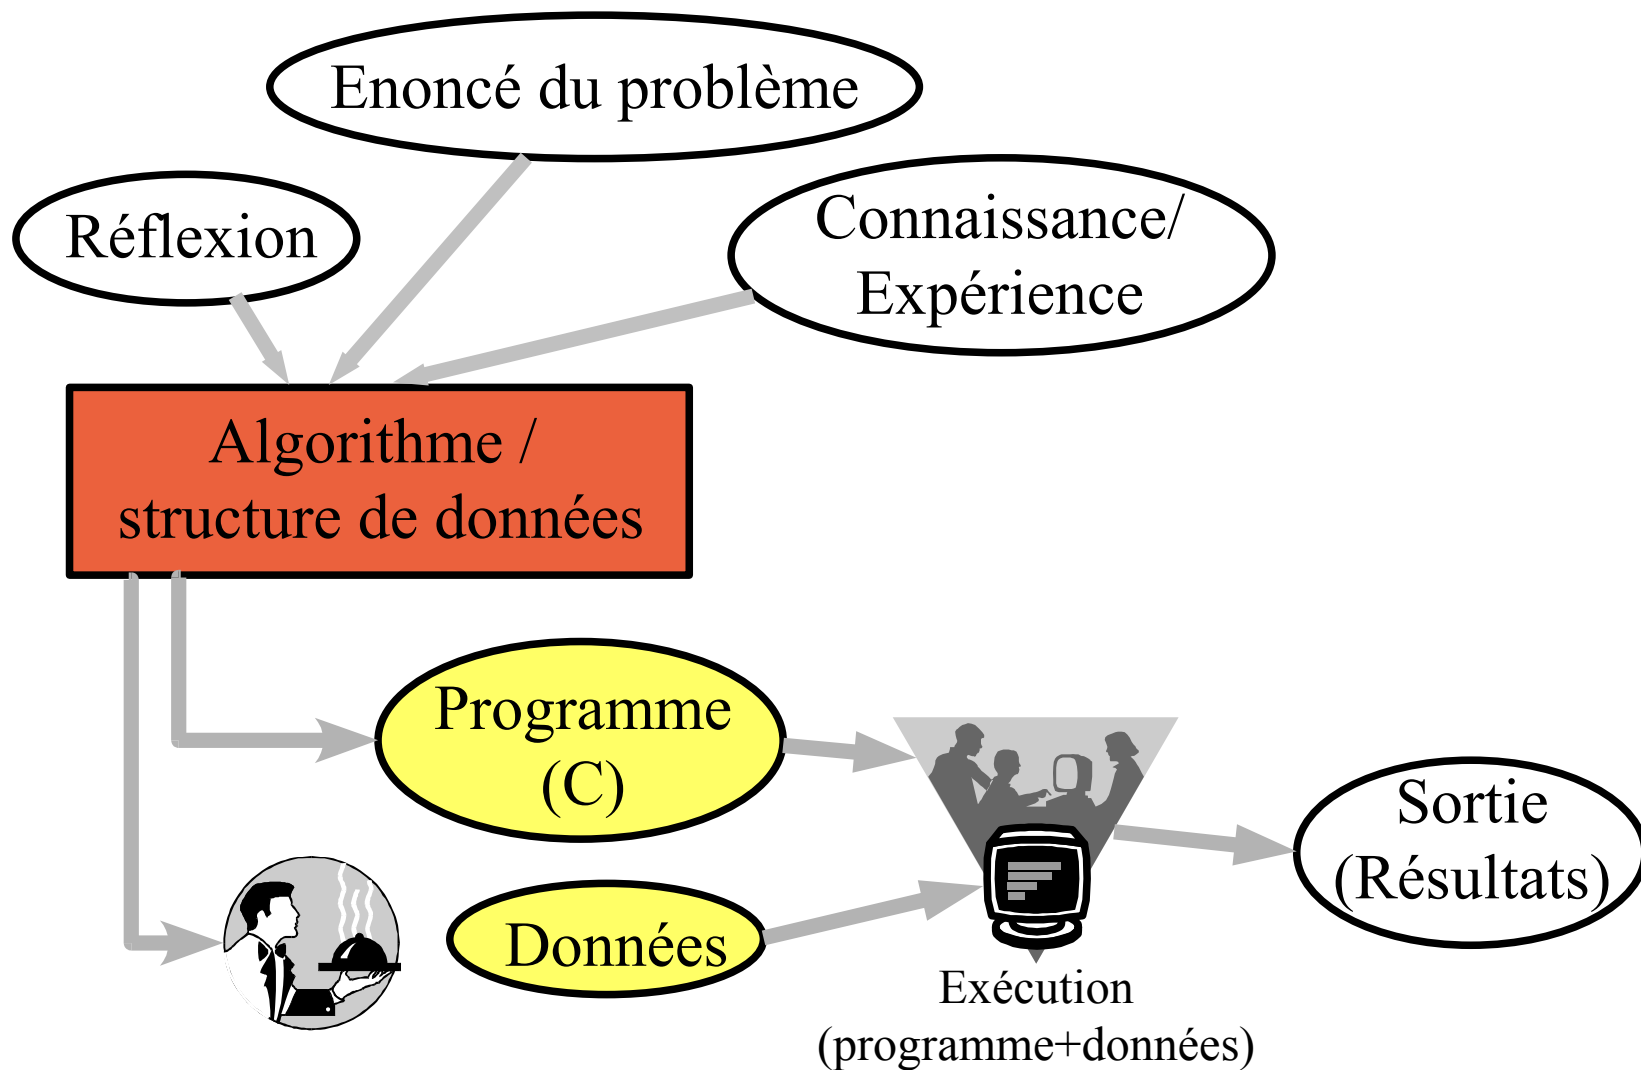 Enoncé du problème
Réflexion
Connaissance/
Expérience
Algorithme /
structure de données
Programme
(C)
Données
Exécution
(programme+données)
Sortie
(Résultats)